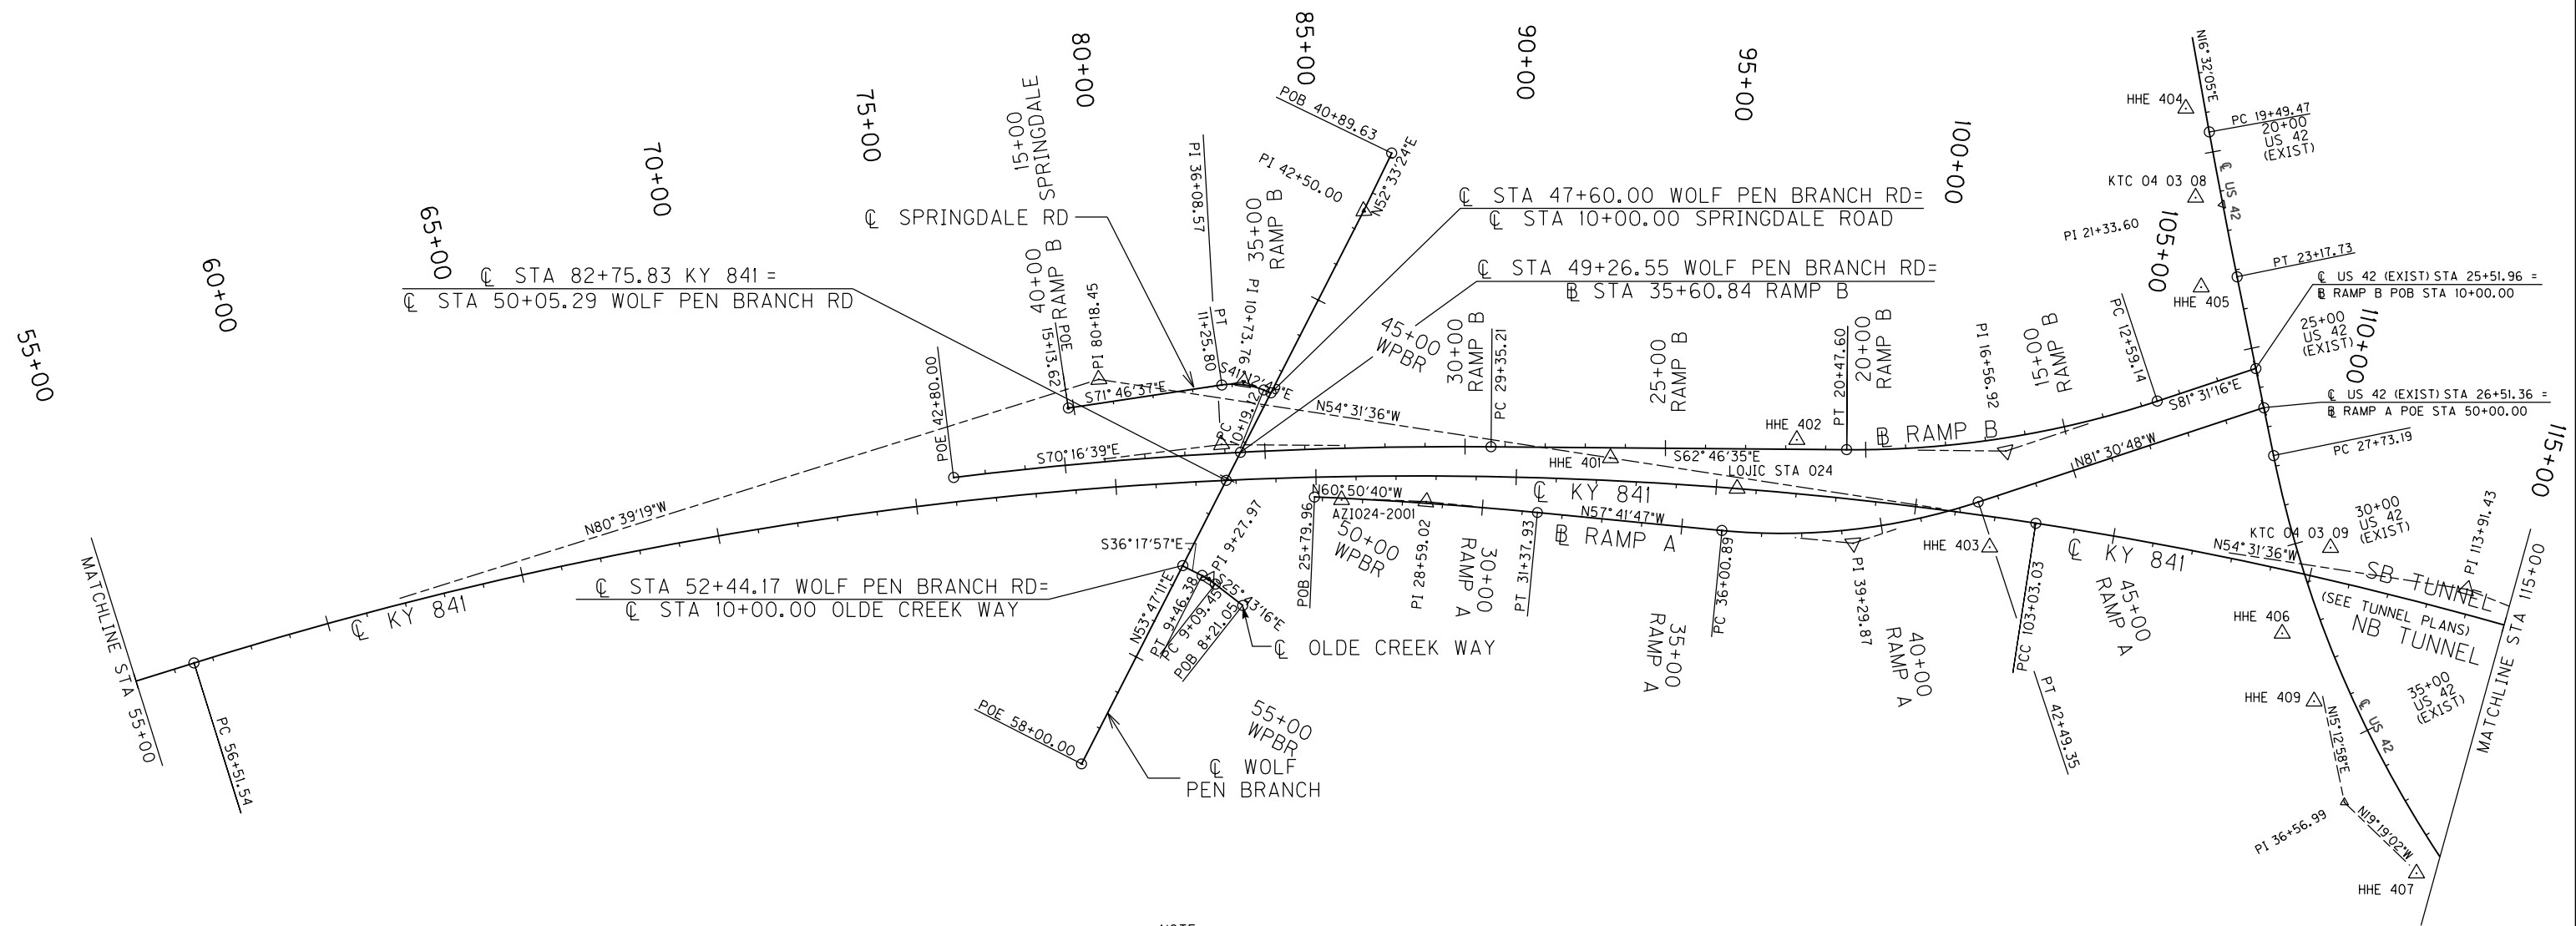 55+00
60+00
65+00
70+00
75+00
80+00
85+00
90+00
95+00
100+00
105+00
110+00
115+00
15+00
SPRINGDALE
40+00
RAMP B
POE
15+13.62
PI 80+18.45
PI 36+08.57
PT
11+25.80
PI 10+73.76
35+00
RAMP B
POB 40+89.63
PI 42+50.00
N52°33'24"E
℄ SPRINGDALE RD
℄ STA 47+60.00 WOLF PEN BRANCH RD=
℄ STA 10+00.00 SPRINGDALE ROAD
℄ STA 49+26.55 WOLF PEN BRANCH RD=
BL STA 35+60.84 RAMP B
℄ STA 82+75.83 KY 841 =
℄ STA 50+05.29 WOLF PEN BRANCH RD
45+00
WPBR
30+00
RAMP B
PC 29+35.21
25+00
RAMP B
PT 20+47.60
20+00
RAMP B
PI 16+56.92
15+00
RAMP B
PC 12+59.14
N16°32'05"E
HHE 404
PC 19+49.47
20+00
US 42
(EXIST)
℄ US 42
KTC 04 03 08
PI 21+33.60
PT 23+17.73
HHE 405
℄ US 42 (EXIST) STA 25+51.96 =
BL RAMP B POB STA 10+00.00
25+00
US 42
(EXIST)
℄ US 42 (EXIST) STA 26+51.36 =
BL RAMP A POE STA 50+00.00
PC 27+73.19
S81°31'16"E
N81°30'48"W
POE 42+80.00
S71°46'37"E
PC
10+19.12
N54°31'36"W
S70°16'39"E
HHE 402
BL RAMP B
HHE 401
S62°46'35"E
LOJIC STA 024
N80°39'19"W
N60°50'40"W
AZI024-2001
℄ KY 841
N57°41'47"W
BL RAMP A
POB 25+79.96
50+00
WPBR
PI 28+59.02
30+00
RAMP A
PT 31+37.93
35+00
RAMP A
PC 36+00.89
PI 39+29.87
40+00
RAMP A
HHE 403
PCC 103+03.03
PT 42+49.35
℄ KY 841
45+00
RAMP A
N54°31'36"W
KTC 04 03 09
30+00
US 42
(EXIST)
PI 113+91.43
SB TUNNEL
(SEE TUNNEL PLANS)
NB TUNNEL
HHE 406
HHE 409
35+00
US 42
(EXIST)
℄ US 42
N15°12'58"E
PI 36+56.99
N19°19'02"W
HHE 407
MATCHLINE STA 115+00
S36°17'57"E
PI 9+27.97
℄ STA 52+44.17 WOLF PEN BRANCH RD=
℄ STA 10+00.00 OLDE CREEK WAY
N53°47'11"E
PT 9+46.38
PC 9+09.45
POB 8+21.05
S25°43'16"E
℄ OLDE CREEK WAY
POE 58+00.00
55+00
WPBR
℄ WOLF
PEN BRANCH
℄ KY 841
MATCHLINE STA 55+00
PC 56+51.54